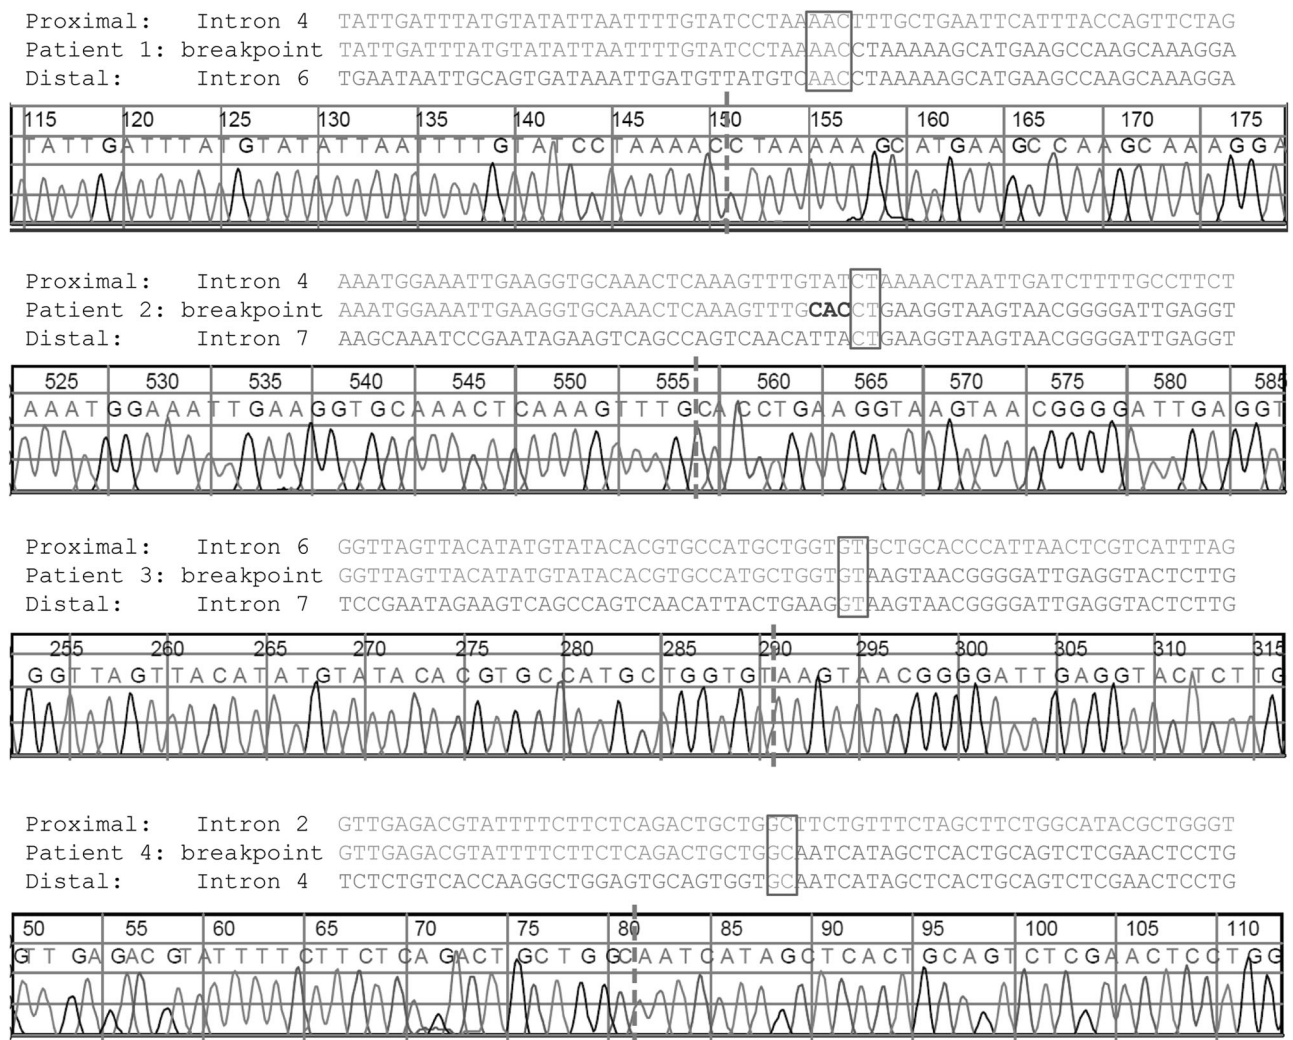 Proximal: Intron 4 TATTGATTTATGTATATTAATTTTGTATCCTAAAACTTTGCTGAATTCATTTACCAGTTCTAG
Patient 1: breakpoint TATTGATTTATGTATATTAATTTTGTATCCTAAAACCTAAAAAGCATGAAGCCAAGCAAAGGA
Distal: Intron 6 TGAATAATTGCAGTGATAAATTGATGTTATGTCAACCTAAAAAGCATGAAGCCAAGCAAAGGA
115 120 125 130 135 140 145 150 155 160 165 170 175
TATTGATTTATGTATATTAATTTTGTATCCTAAAACCTAAAAAGCATGAAGCCAAGCAAAGGA
Proximal: Intron 4 AAATGGAAATTGAAGGTGCAAACTCAAAGTTTGTATCTAAAACTAATTGATCTTTTGCCTTCT
Patient 2: breakpoint AAATGGAAATTGAAGGTGCAAACTCAAAGTTTGCACCTGAAGGTAAGTAACGGGGATTGAGGT
Distal: Intron 7 AAGCAAATCCGAATAGAAGTCAGCCAGTCAACATTACTGAAGGTAAGTAACGGGGATTGAGGT
525 530 535 540 545 550 555 560 565 570 575 580 585
AAATGGAAATTGAAGGTGCAAACTCAAAGTTTGCACCTGAAGGTAAGTAACGGGGATTGAGGT
Proximal: Intron 6 GGTTAGTTACATATGTATACACGTGCCATGCTGGTGTGCTGCACCCATTAACTCGTCATTTAG
Patient 3: breakpoint GGTTAGTTACATATGTATACACGTGCCATGCTGGTGTAAGTAACGGGGATTGAGGTACTCTTG
Distal: Intron 7 TCCGAATAGAAGTCAGCCAGTCAACATTACTGAAGGTAAGTAACGGGGATTGAGGTACTCTTG
255 260 265 270 275 280 285 290 295 300 305 310 315
GGTTAGTTACATATGTATACACGTGCCATGCTGGTGTAAGTAACGGGGATTGAGGTACTCTTG
Proximal: Intron 2 GTTGAGACGTATTTTCTTCTCAGACTGCTGGCTTCTGTTTCTAGCTTCTGGCATACGCTGGGT
Patient 4: breakpoint GTTGAGACGTATTTTCTTCTCAGACTGCTGGCAATCATAGCTCACTGCAGTCTCGAACTCCTG
Distal: Intron 4 TCTCTGTCACCAAGGCTGGAGTGCAGTGGTGCAATCATAGCTCACTGCAGTCTCGAACTCCTG
50 55 60 65 70 75 80 85 90 95 100 105 110
GTTGAGACGTATTTTCTTCTCAGACTGCTGGCAATCATAGCTCACTGCAGTCTCGAACTCCTGG